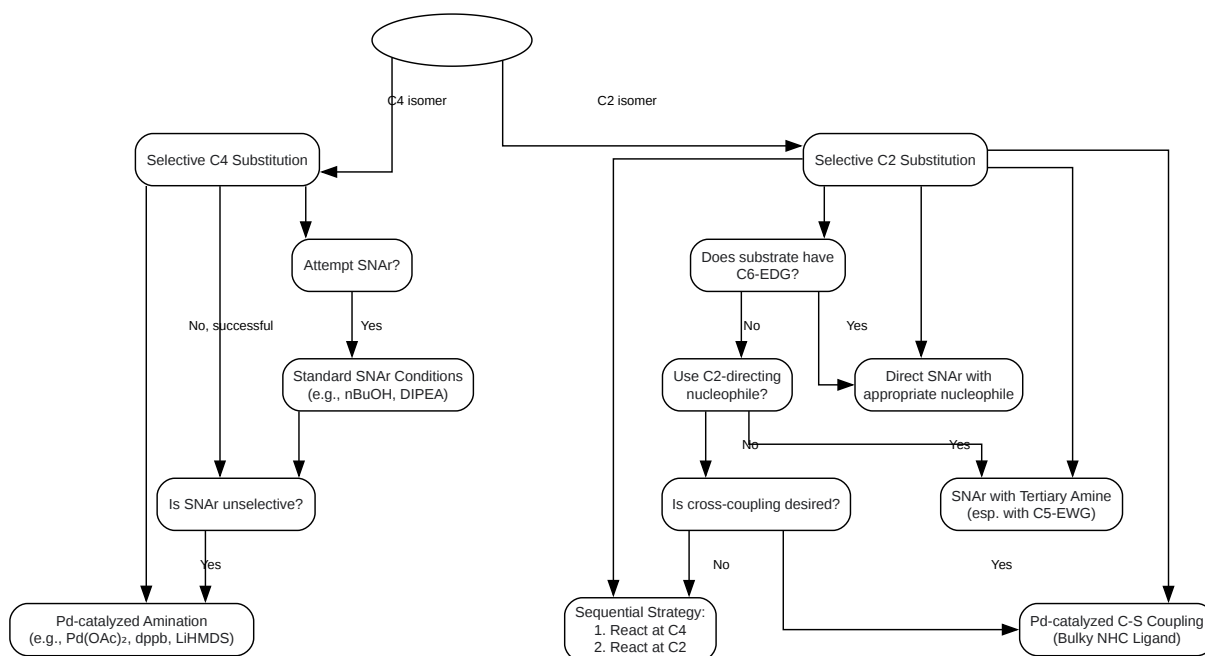 C4 isomer
C2 isomer
Selective C4 Substitution
Selective C2 Substitution
Attempt SNAr?
Does substrate have
C6-EDG?
No, successful
Yes
No
Yes
Standard SNAr Conditions
(e.g., nBuOH, DIPEA)
Use C2-directing
nucleophile?
Direct SNAr with
appropriate nucleophile
No
Yes
Is SNAr unselective?
Is cross-coupling desired?
SNAr with Tertiary Amine
(esp. with C5-EWG)
Yes
No
Yes
Pd-catalyzed Amination
(e.g., Pd(OAc)₂, dppb, LiHMDS)
Sequential Strategy:
1. React at C4
2. React at C2
Pd-catalyzed C-S Coupling
(Bulky NHC Ligand)